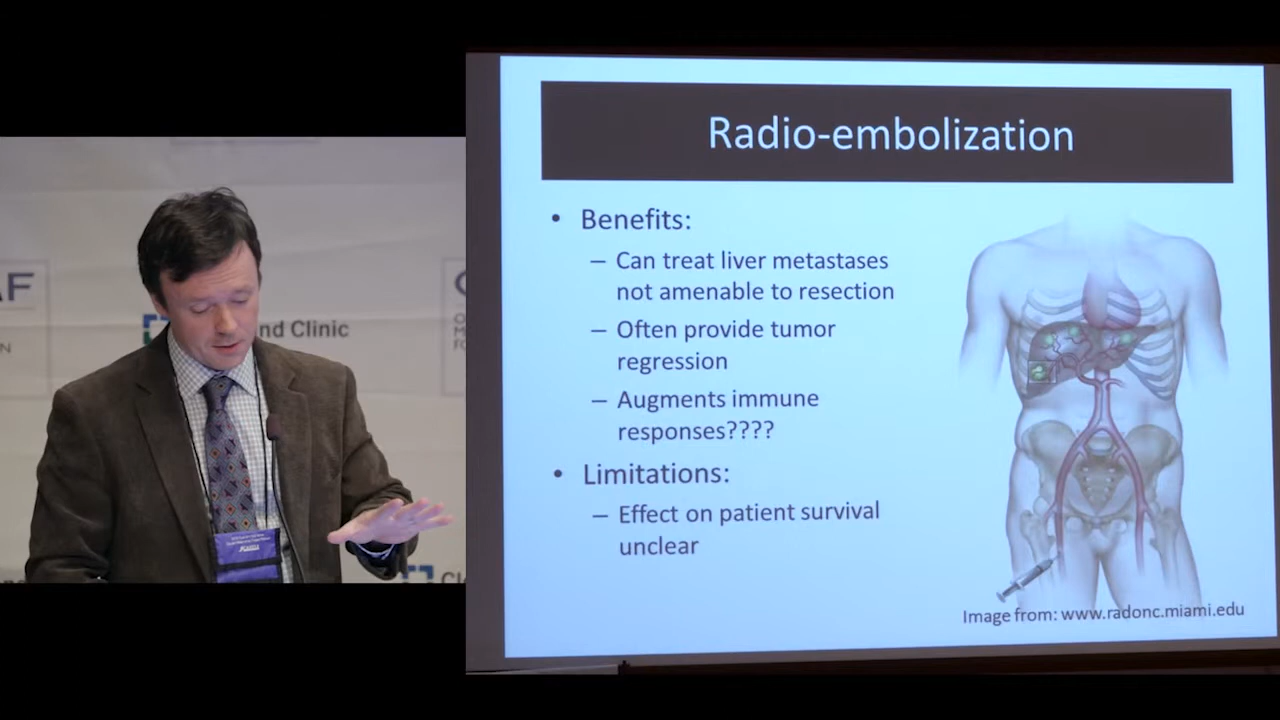 Radio-embolization
• Benefits:
– Can treat liver metastases
not amenable to resection
– Often provide tumor
regression
– Augments immune
responses????
• Limitations:
– Effect on patient survival
unclear
Image from: www.radonc.miami.edu
AF
nd Clinic